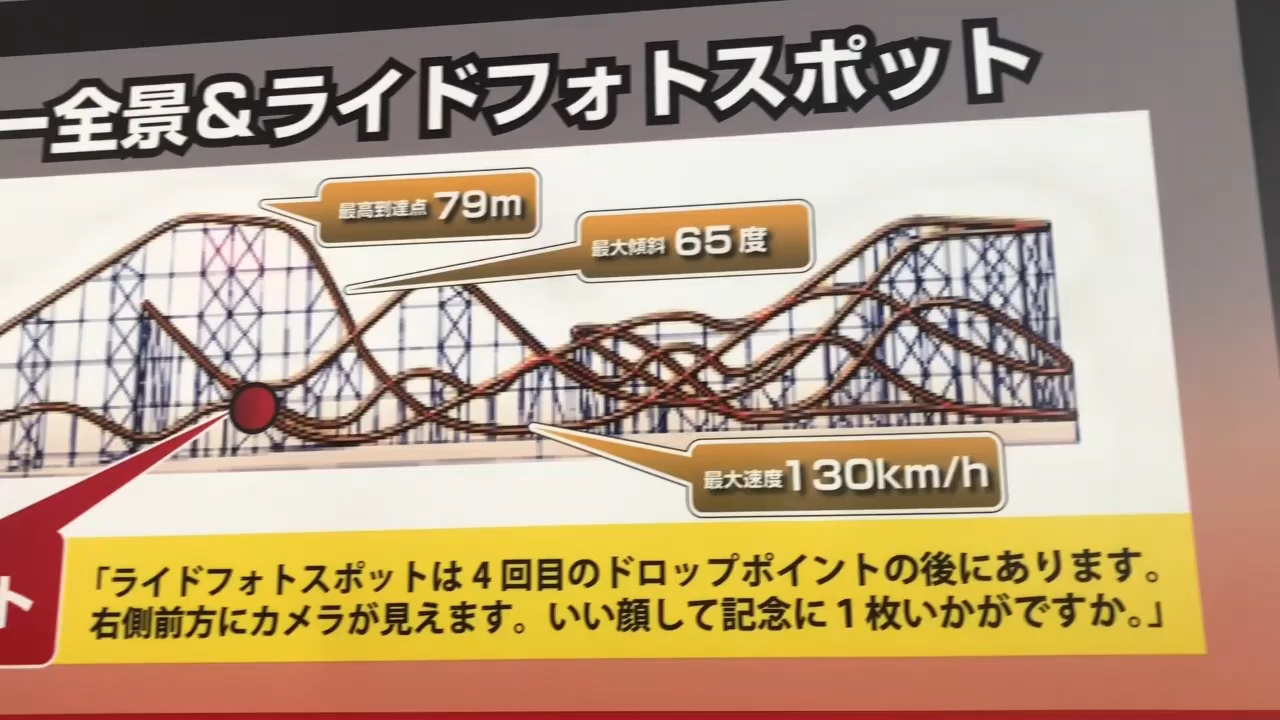 ー全景&ライドフォトスポット
最高到達点 79m
最大傾斜 65度
最大速度130km/h
ト
「ライドフォトスポットは4回目のドロップポイントの後にあります。
右側前方にカメラが見えます。いい顔して記念に1枚いかがですか。」